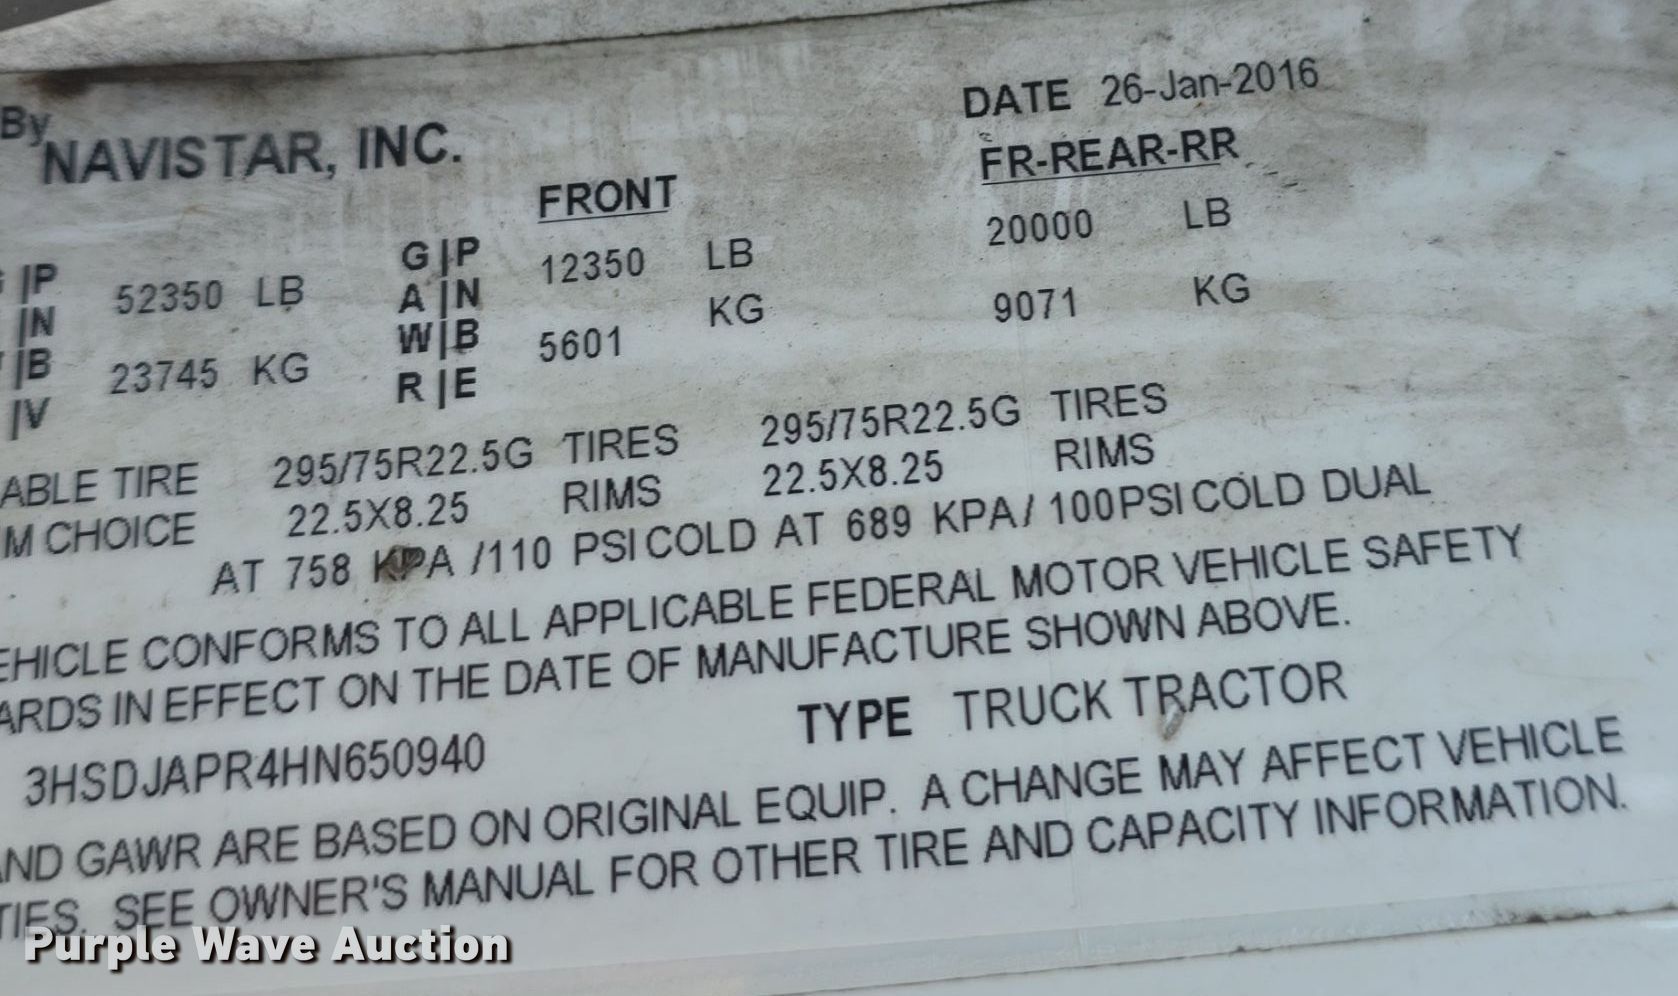 By
NAVISTAR, INC.
DATE 26-Jan-2016
FRONT FR-REAR-RR
|P 52350 LB G|P 12350 LB 20000 LB
|N A|N
|B 23745 KG W|B 5601 KG 9071 KG
|V R|E
ABLE TIRE 295/75R22.5G TIRES 295/75R22.5G TIRES
M CHOICE 22.5X8.25 RIMS 22.5X8.25 RIMS
AT 758 KPA /110 PSI COLD AT 689 KPA/ 100PSI COLD DUAL
EHICLE CONFORMS TO ALL APPLICABLE FEDERAL MOTOR VEHICLE SAFETY
ARDS IN EFFECT ON THE DATE OF MANUFACTURE SHOWN ABOVE.
3HSDJAPR4HN650940 TYPE TRUCK TRACTOR
AND GAWR ARE BASED ON ORIGINAL EQUIP. A CHANGE MAY AFFECT VEHICLE
TIES. SEE OWNER'S MANUAL FOR OTHER TIRE AND CAPACITY INFORMATION.
Purple Wave Auction